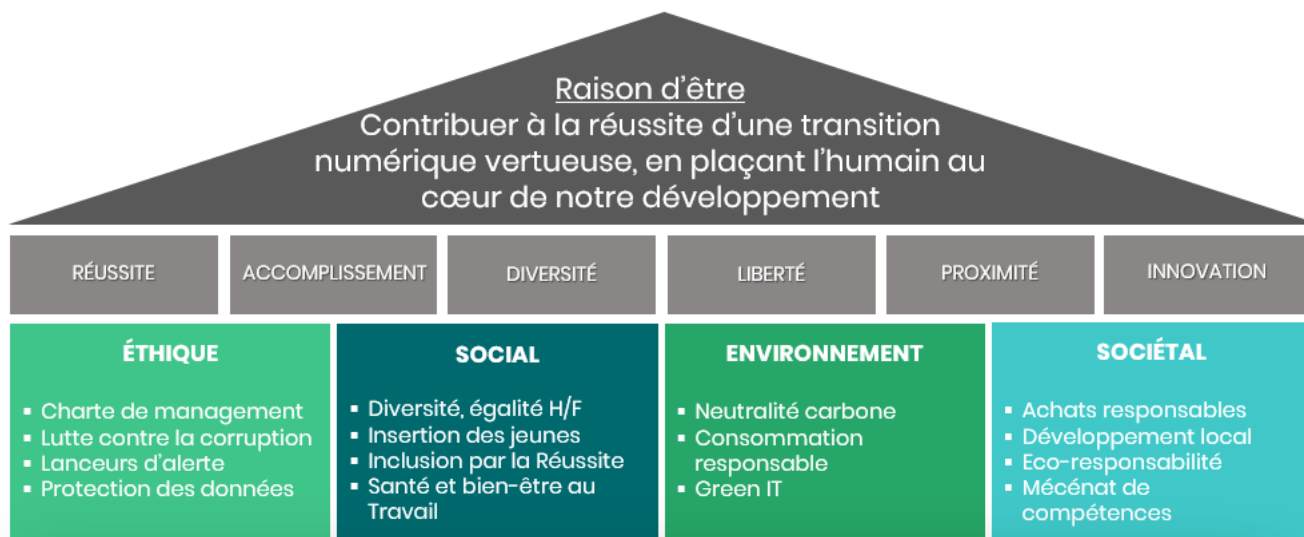 Raison d’être
Contribuer à la réussite d’une transition
numérique vertueuse, en plaçant l’humain au
cœur de notre développement
RÉUSSITE
ACCOMPLISSEMENT
DIVERSITÉ
LIBERTÉ
PROXIMITÉ
INNOVATION
ÉTHIQUE
▪ Charte de management
▪ Lutte contre la corruption
▪ Lanceurs d’alerte
▪ Protection des données
SOCIAL
▪ Diversité, égalité H/F
▪ Insertion des jeunes
▪ Inclusion par la Réussite
▪ Santé et bien-être au
Travail
ENVIRONNEMENT
▪ Neutralité carbone
▪ Consommation
responsable
▪ Green IT
SOCIÉTAL
▪ Achats responsables
▪ Développement local
▪ Eco-responsabilité
▪ Mécénat de
compétences